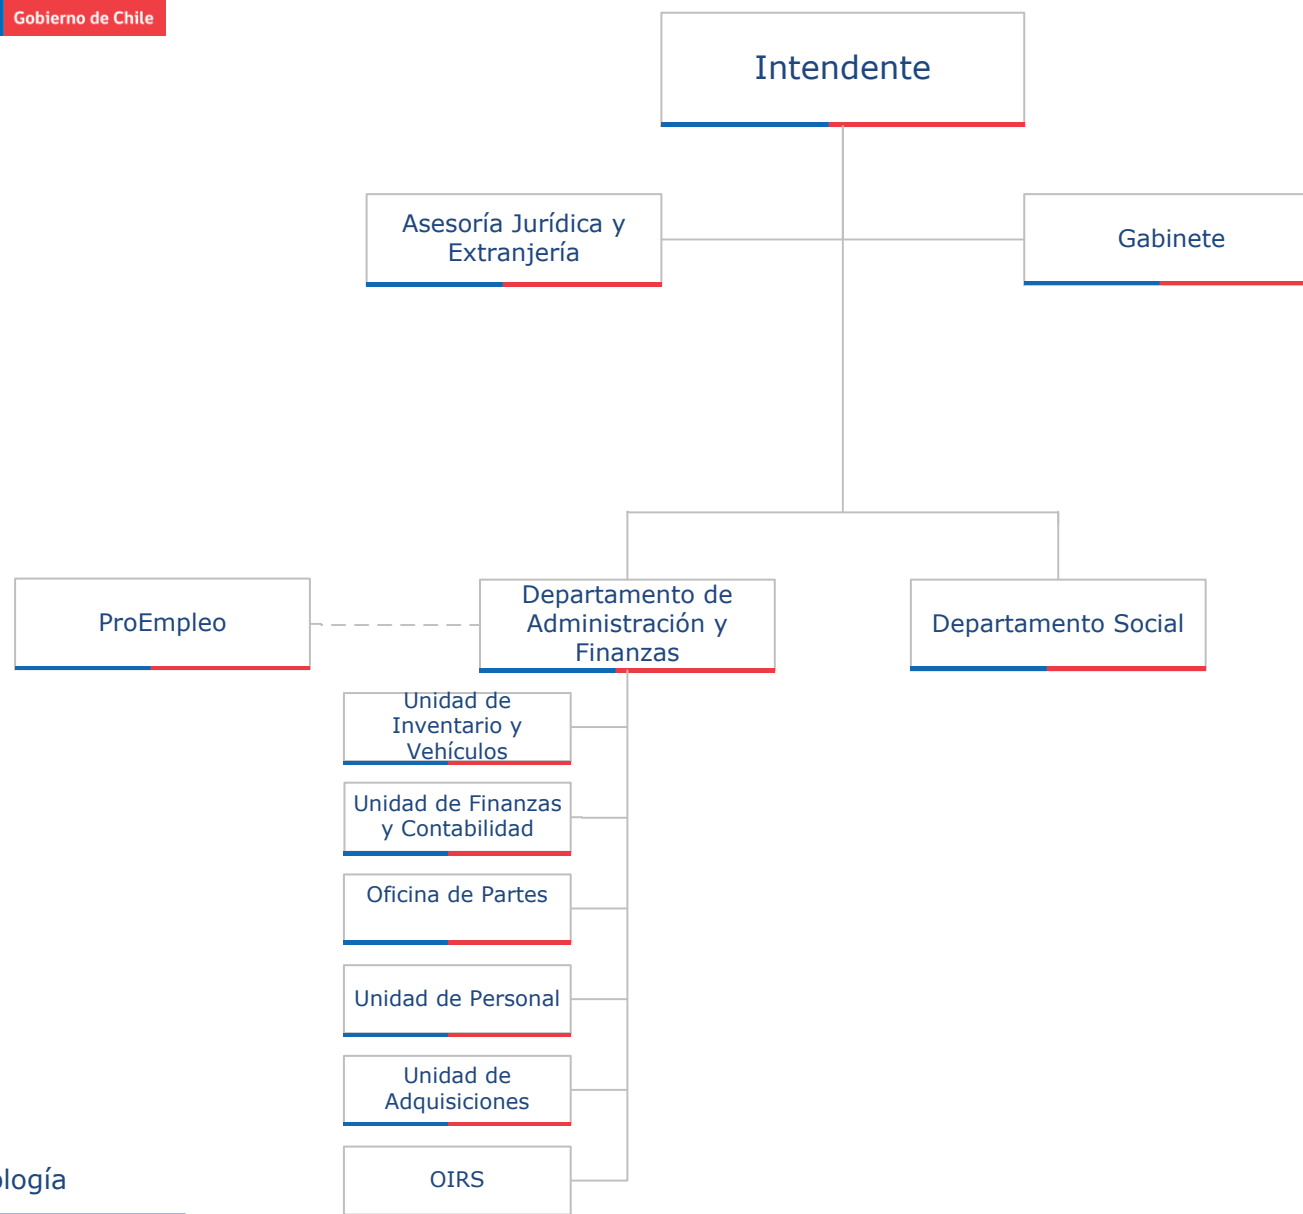 Gobierno de Chile
Intendente
Asesoría Jurídica y
Extranjería
Gabinete
ProEmpleo
Departamento de
Administración y
Finanzas
Departamento Social
Unidad de
Inventario y
Vehículos
Unidad de Finanzas
y Contabilidad
Oficina de Partes
Unidad de Personal
Unidad de
Adquisiciones
OIRS